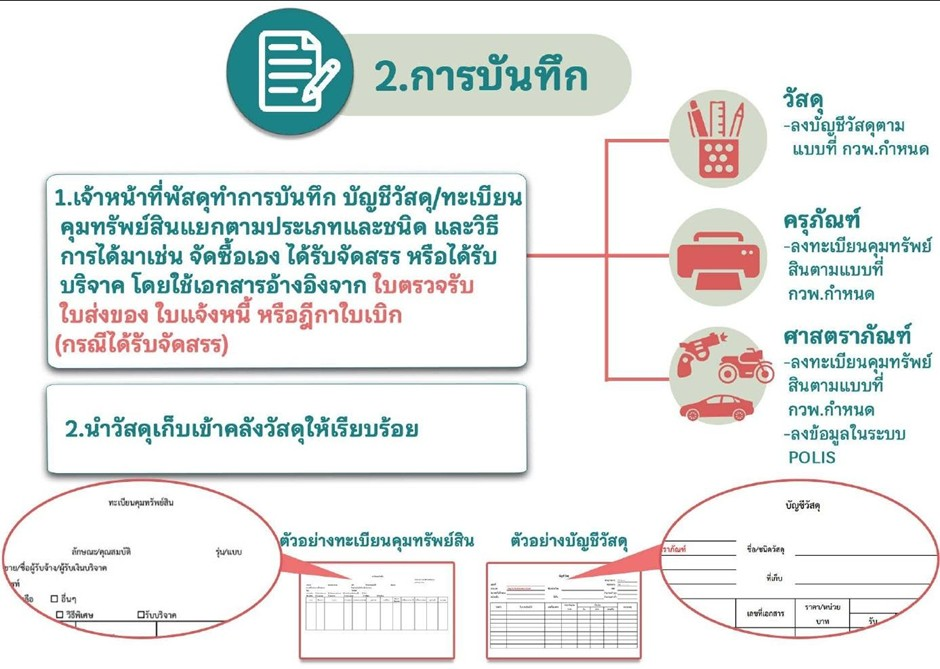 2.การบันทึก
1.เจ้าหน้าที่พัสดุทำการบันทึก บัญชีวัสดุ/ทะเบียน
คุมทรัพย์สินแยกตามประเภทและชนิด และวิธี
การได้มาเช่น จัดซื้อเอง ได้รับจัดสรร หรือได้รับ
บริจาค โดยใช้เอกสารอ้างอิงจาก ใบตรวจรับ
ใบส่งของ ใบแจ้งหนี้ หรือฎีกาใบเบิก
(กรณีได้รับจัดสรร)
2.นำวัสดุเก็บเข้าคลังวัสดุให้เรียบร้อย
วัสดุ
-ลงบัญชีวัสดุตาม
แบบที่ กวพ.กำหนด
ครุภัณฑ์
-ลงทะเบียนคุมทรัพย์
สินตามแบบที่
กวพ.กำหนด
ศาสตราภัณฑ์
-ลงทะเบียนคุมทรัพย์
สินตามแบบที่
กวพ.กำหนด
-ลงข้อมูลในระบบ
POLIS
ทะเบียนคุมทรัพย์สิน
ลักษณะ/คุณสมบัติ รุ่น/แบบ
ขาย/ชื่อผู้รับจ้าง/ผู้รับเงินบริจาค
อื่นๆ
วิธีพิเศษ รับบริจาค
ตัวอย่างทะเบียนคุมทรัพย์สิน
ตัวอย่างบัญชีวัสดุ
บัญชีวัสดุ
ชื่อ/ชนิดวัสดุ
ที่เก็บ
เลขที่เอกสาร ราคา/หน่วย
บาท รับ